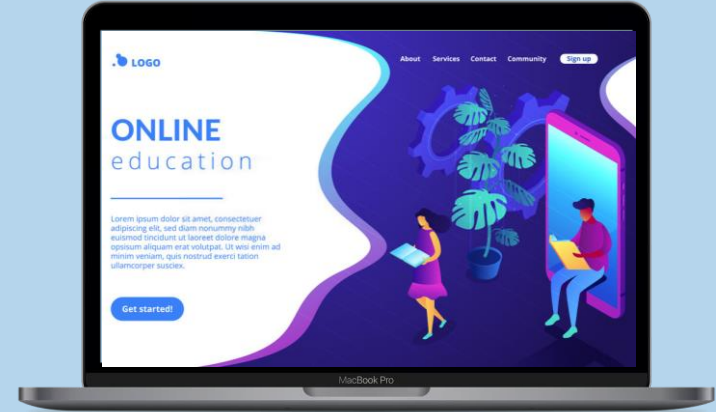 LOGO
About Services Contact Community Sign up
ONLINE
education
Lorem ipsum dolor sit amet, consectetuer
adipiscing elit, sed diam nonummy nibh
euismod tincidunt ut laoreet dolore magna
opsisum aliquam erat volutpat. Ut wisi enim ad
minim veniam, quis nostrud exerci tation
ullamcorper susciex.
Get started!
MacBook Pro